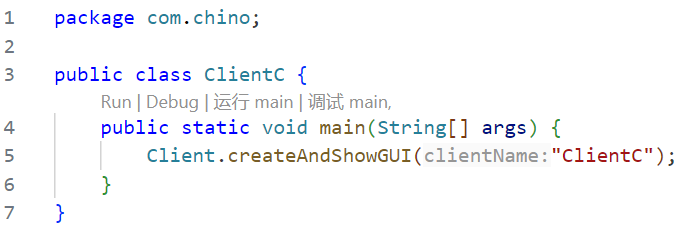 1 package com.chino;
2
3 public class ClientC {
Run | Debug | 运行 main | 调试 main,
4 public static void main(String[] args) {
5 Client.createAndShowGUI(clientName:"ClientC");
6 }
7 }